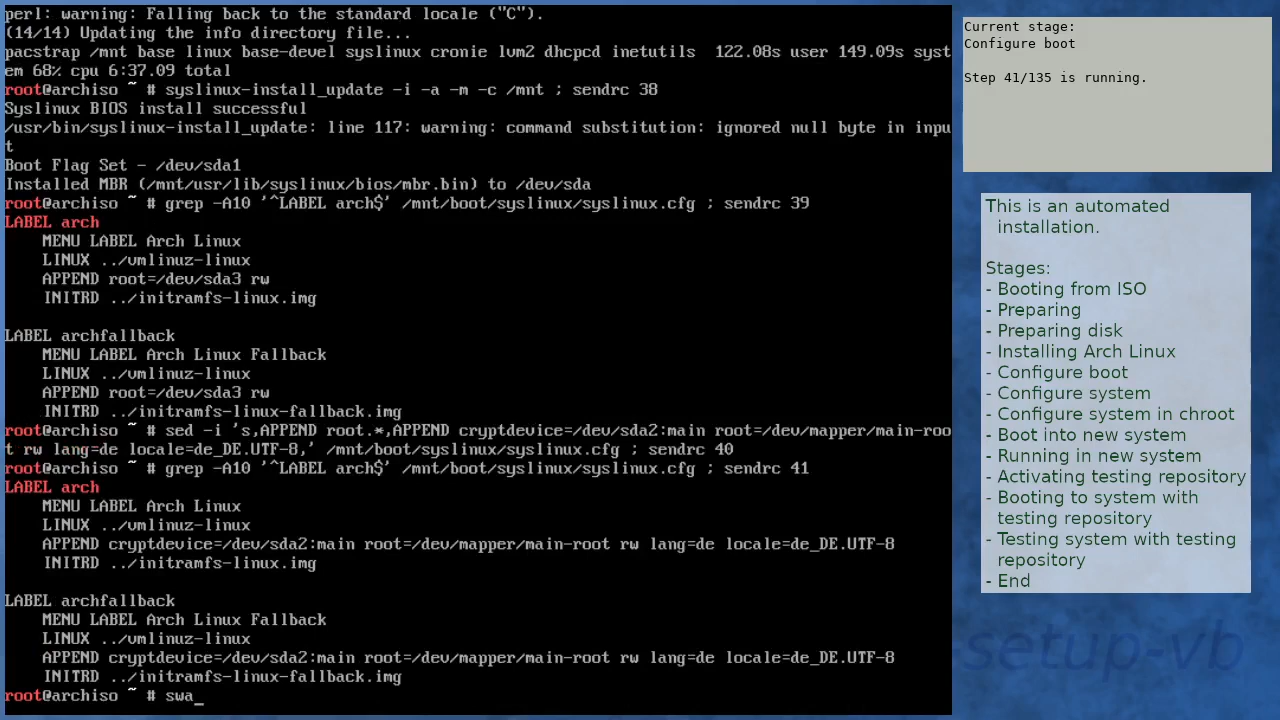 perl: warning: Falling back to the standard locale ("C").
(14/14) Updating the info directory file...
pacstrap /mnt base linux base-devel syslinux cronie lvm2 dhcpcd inetutils  122.08s user 149.09s syst
em 68% cpu 6:37.09 total
root@archiso ~ # syslinux-install_update -i -a -m -c /mnt ; sendrc 38
Syslinux BIOS install successful
/usr/bin/syslinux-install_update: line 117: warning: command substitution: ignored null byte in inpu
t
Boot Flag Set - /dev/sda1
Installed MBR (/mnt/usr/lib/syslinux/bios/mbr.bin) to /dev/sda
root@archiso ~ # grep -A10 '^LABEL arch$' /mnt/boot/syslinux/syslinux.cfg ; sendrc 39
LABEL arch
    MENU LABEL Arch Linux
    LINUX ../vmlinuz-linux
    APPEND root=/dev/sda3 rw
    INITRD ../initramfs-linux.img

LABEL archfallback
    MENU LABEL Arch Linux Fallback
    LINUX ../vmlinuz-linux
    APPEND root=/dev/sda3 rw
    INITRD ../initramfs-linux-fallback.img
root@archiso ~ # sed -i 's,APPEND root.*,APPEND cryptdevice=/dev/sda2:main root=/dev/mapper/main-roo
t rw lang=de locale=de_DE.UTF-8,' /mnt/boot/syslinux/syslinux.cfg ; sendrc 40
root@archiso ~ # grep -A10 '^LABEL arch$' /mnt/boot/syslinux/syslinux.cfg ; sendrc 41
LABEL arch
    MENU LABEL Arch Linux
    LINUX ../vmlinuz-linux
    APPEND cryptdevice=/dev/sda2:main root=/dev/mapper/main-root rw lang=de locale=de_DE.UTF-8
    INITRD ../initramfs-linux.img

LABEL archfallback
    MENU LABEL Arch Linux Fallback
    LINUX ../vmlinuz-linux
    APPEND cryptdevice=/dev/sda2:main root=/dev/mapper/main-root rw lang=de locale=de_DE.UTF-8
    INITRD ../initramfs-linux-fallback.img
root@archiso ~ # swa_
Current stage:
Configure boot

Step 41/135 is running.
This is an automated
installation.

Stages:
- Booting from ISO
- Preparing
- Preparing disk
- Installing Arch Linux
- Configure boot
- Configure system
- Configure system in chroot
- Boot into new system
- Running in new system
- Activating testing repository
- Booting to system with
testing repository
- Testing system with testing
repository
- End
-setup-vb